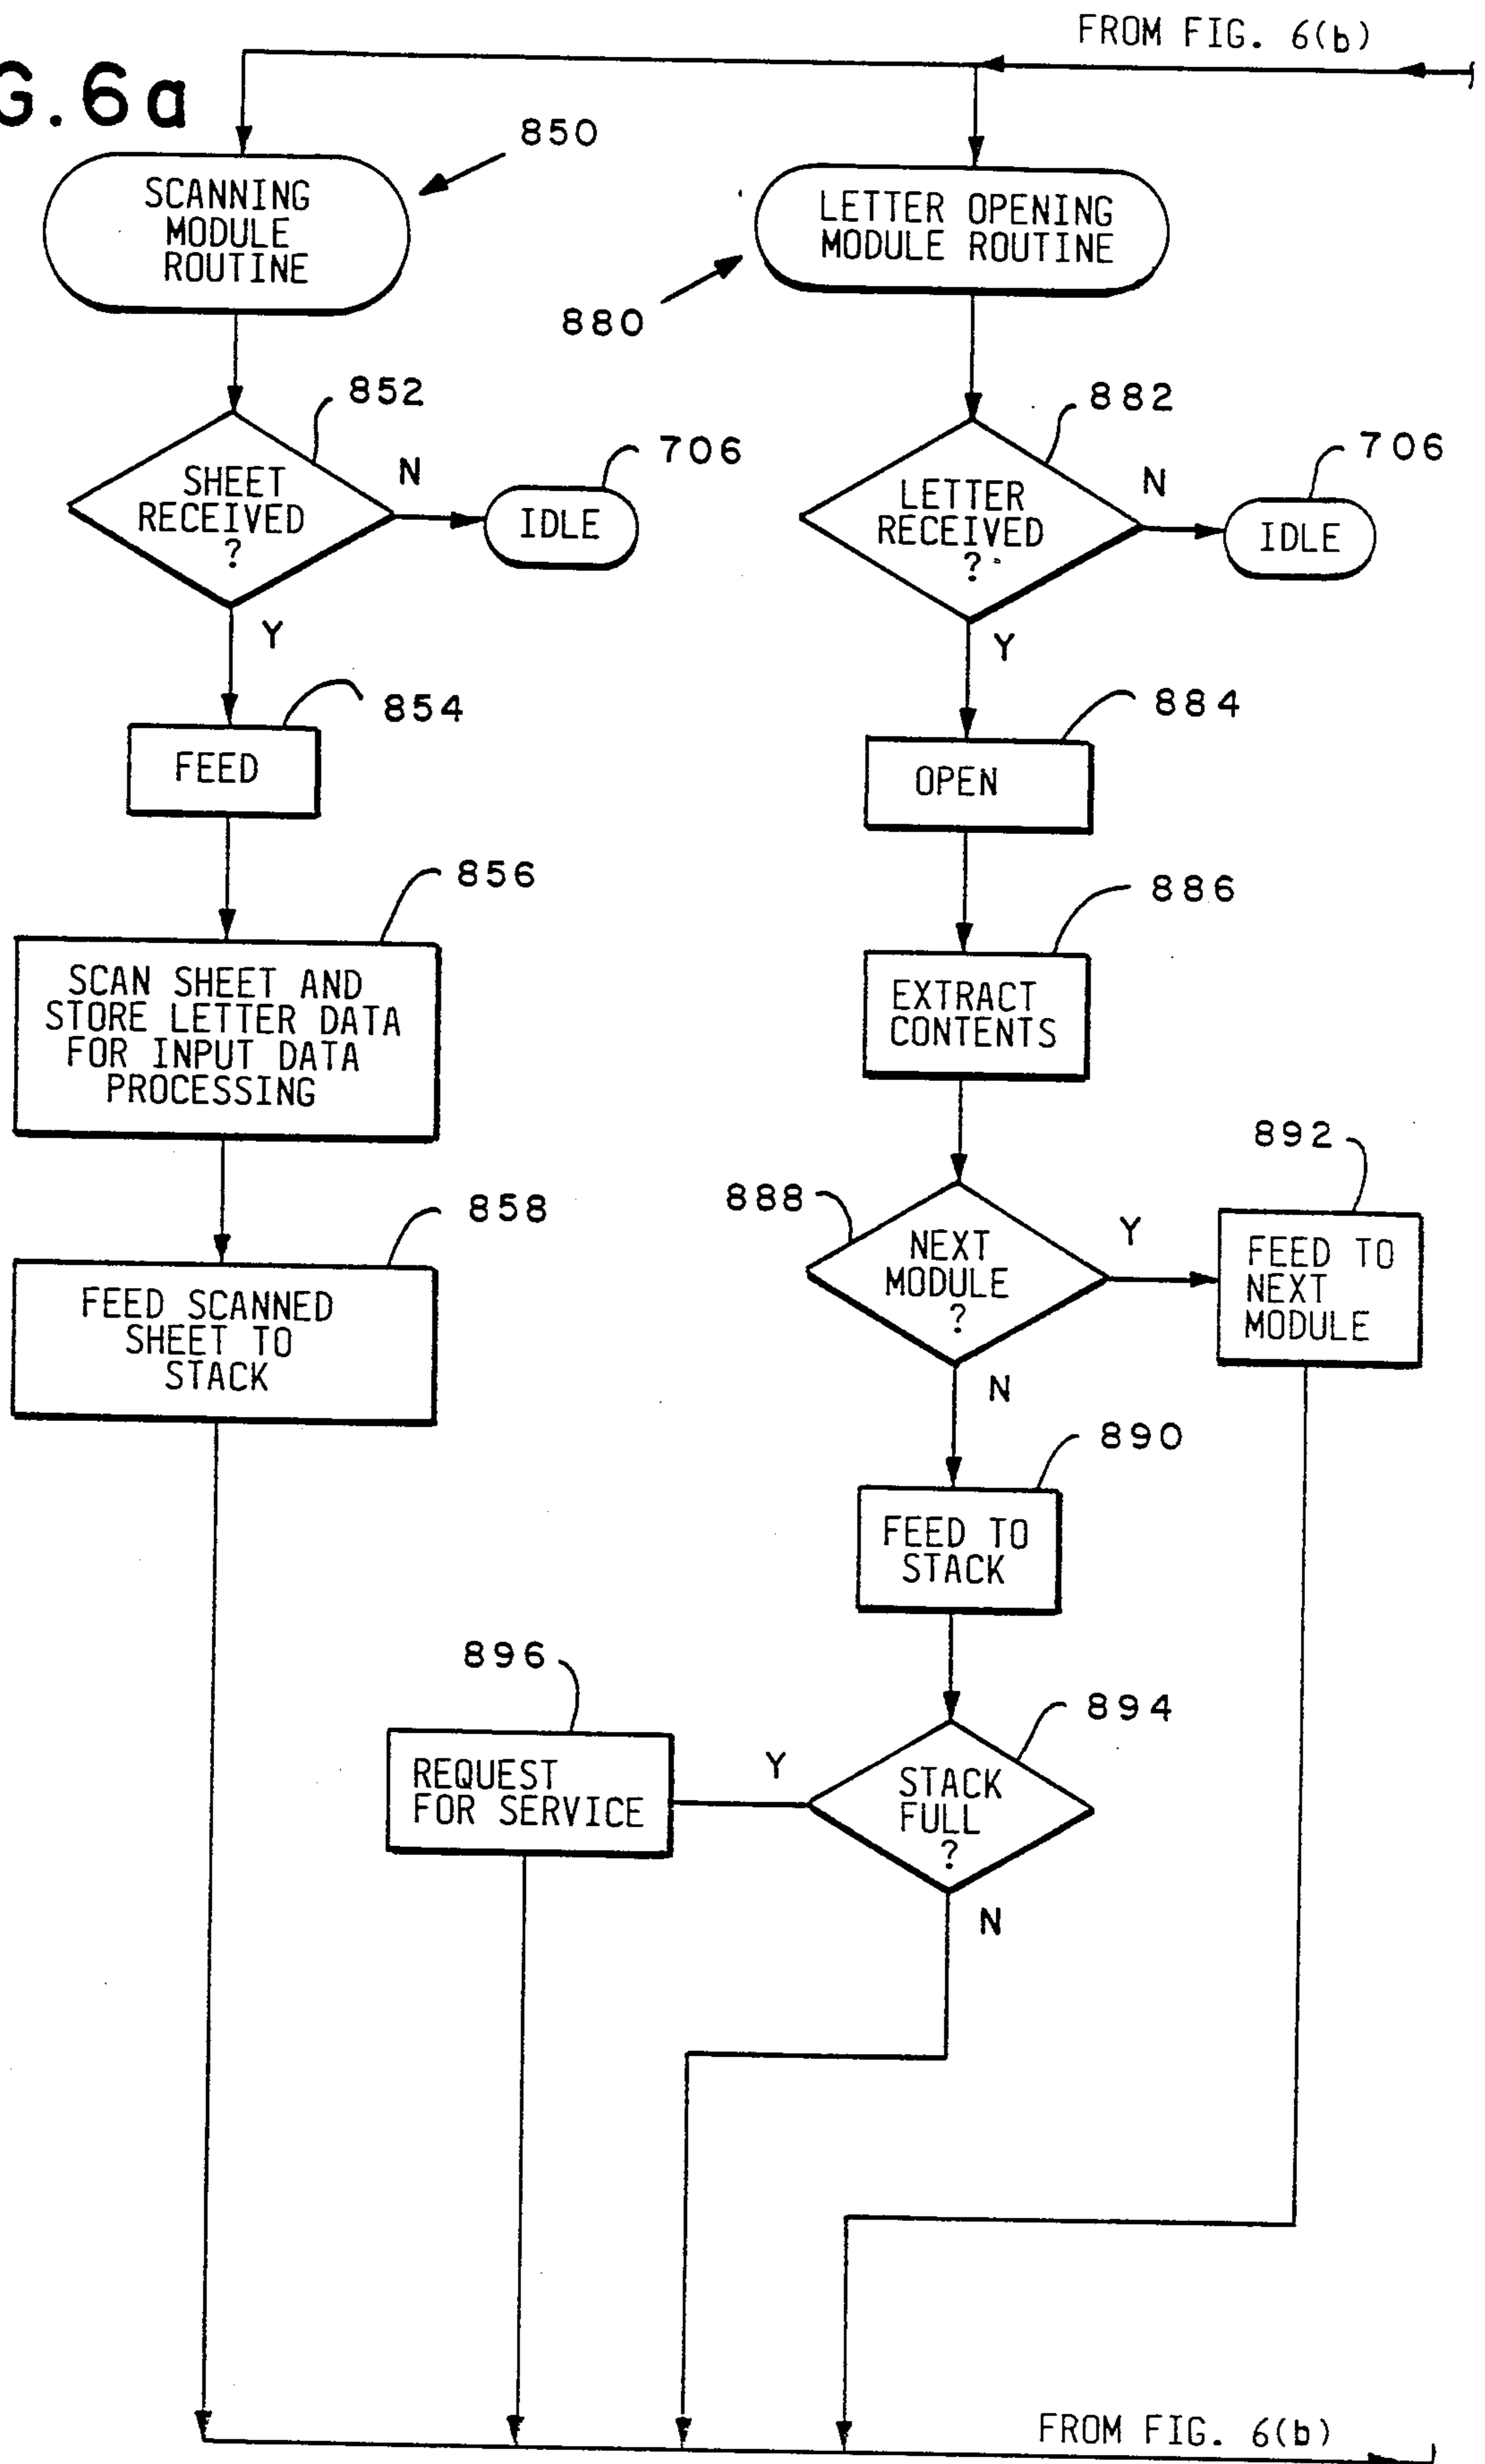 FROM FIG. 6(b)
G.6a
850
SCANNING
MODULE
ROUTINE
LETTER OPENING
MODULE ROUTINE
880
852
SHEET
RECEIVED
?
N
706
IDLE
Y
882
LETTER
RECEIVED
?
N
706
IDLE
Y
854
FEED
884
OPEN
856
SCAN SHEET AND
STORE LETTER DATA
FOR INPUT DATA
PROCESSING
886
EXTRACT
CONTENTS
858
FEED SCANNED
SHEET TO
STACK
888
NEXT
MODULE
?
Y
892
FEED TO
NEXT
MODULE
N
890
FEED TO
STACK
896
REQUEST
FOR SERVICE
Y
894
STACK
FULL
?
N
FROM FIG. 6(b)